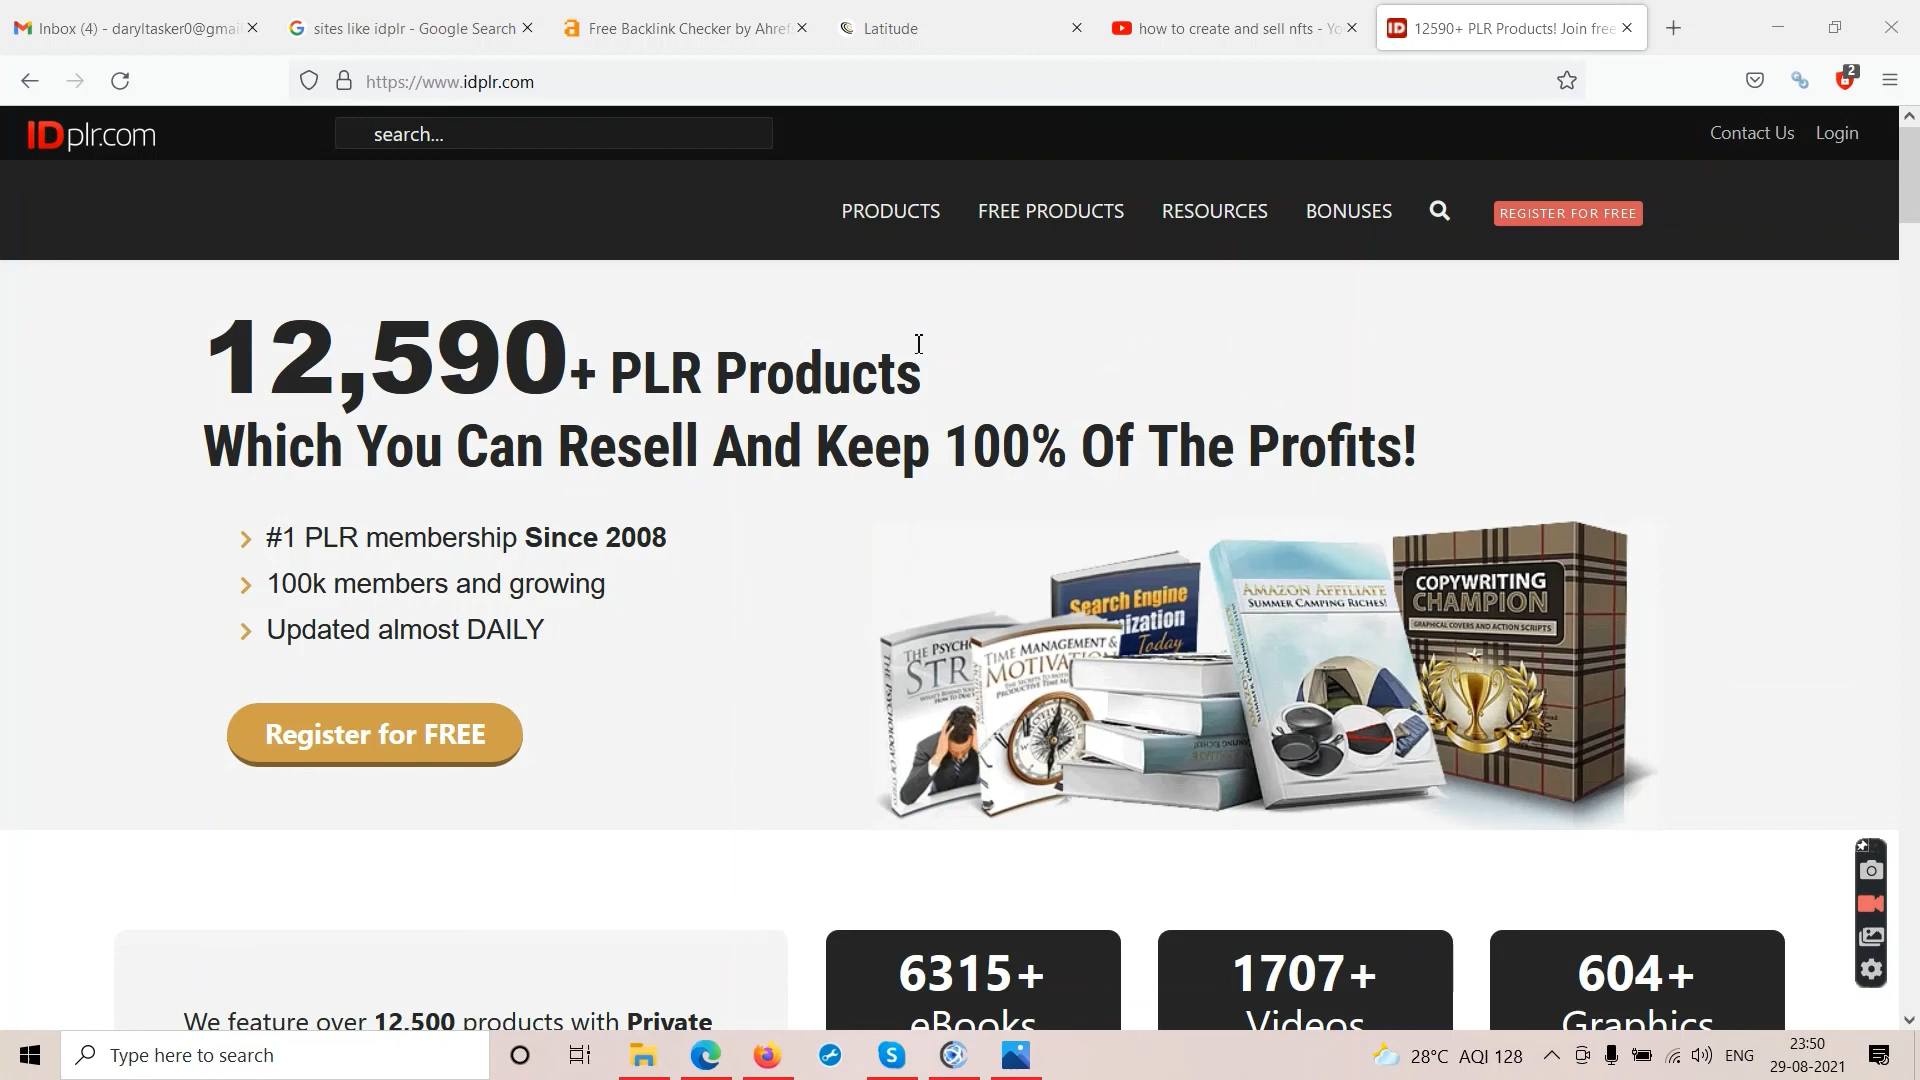 Inbox (4) - daryltasker0@gmai
sites like idplr - Google Search
Free Backlink Checker by Ahref
Latitude
how to create and sell nfts - Yo
12590+ PLR Products! Join free
https://www.idplr.com
2
IDplr.com
search...
Contact Us
Login
PRODUCTS
FREE PRODUCTS
RESOURCES
BONUSES
REGISTER FOR FREE
12,590+ PLR Products
Which You Can Resell And Keep 100% Of The Profits!
#1 PLR membership Since 2008
100k members and growing
Updated almost DAILY
Register for FREE
THE PSYCHO
STR
TIME MANAGEMENT &
MOTIVATION
Search Engine
mization
Today
AMAZON AFFILIATE
SUMMER CAMPING RICHES!
COPYWRITING
CHAMPION
GRAPHICAL COVERS AND ACTION SCRIPTS
We feature over 12,500 products with Private
6315+
eBooks
1707+
Videos
604+
Graphics
Type here to search
28°C AQI 128
ENG
23:50
29-08-2021